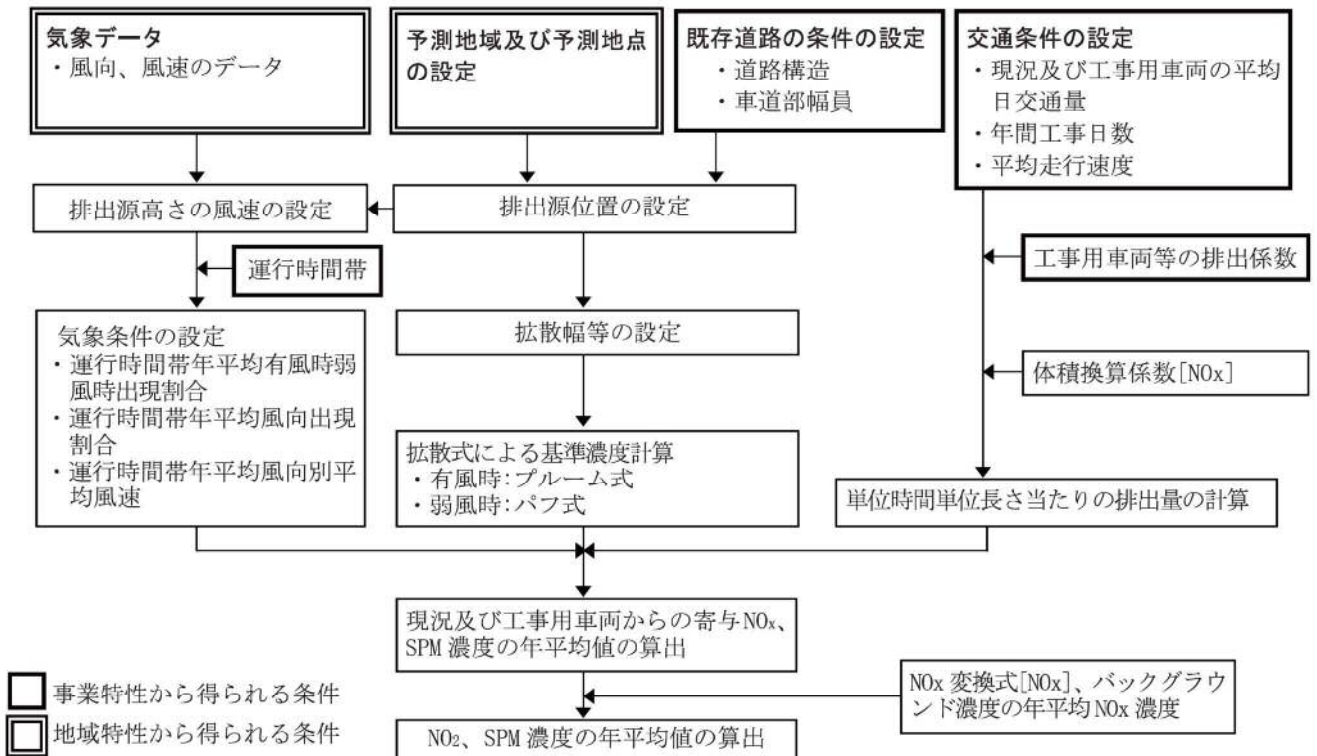 気象データ
・風向、風速のデータ
予測地域及び予測地点
の設定
既存道路の条件の設定
・道路構造
・車道部幅員
交通条件の設定
・現況及び工事用車両の平均
日交通量
・年間工事日数
・平均走行速度
排出源高さの風速の設定
排出源位置の設定
運行時間帯
工事用車両等の排出係数
気象条件の設定
・運行時間帯年平均有風時弱
風時出現割合
・運行時間帯年平均風向出現
割合
・運行時間帯年平均風向別平
均風速
拡散幅等の設定
体積換算係数[NOx]
拡散式による基準濃度計算
・有風時:プルーム式
・弱風時:パフ式
単位時間単位長さ当たりの排出量の計算
現況及び工事用車両からの寄与NOx、
SPM濃度の年平均値の算出
NOx変換式[NOx]、バックグラウ
ンド濃度の年平均NOx濃度
NO₂、SPM濃度の年平均値の算出
事業特性から得られる条件
地域特性から得られる条件